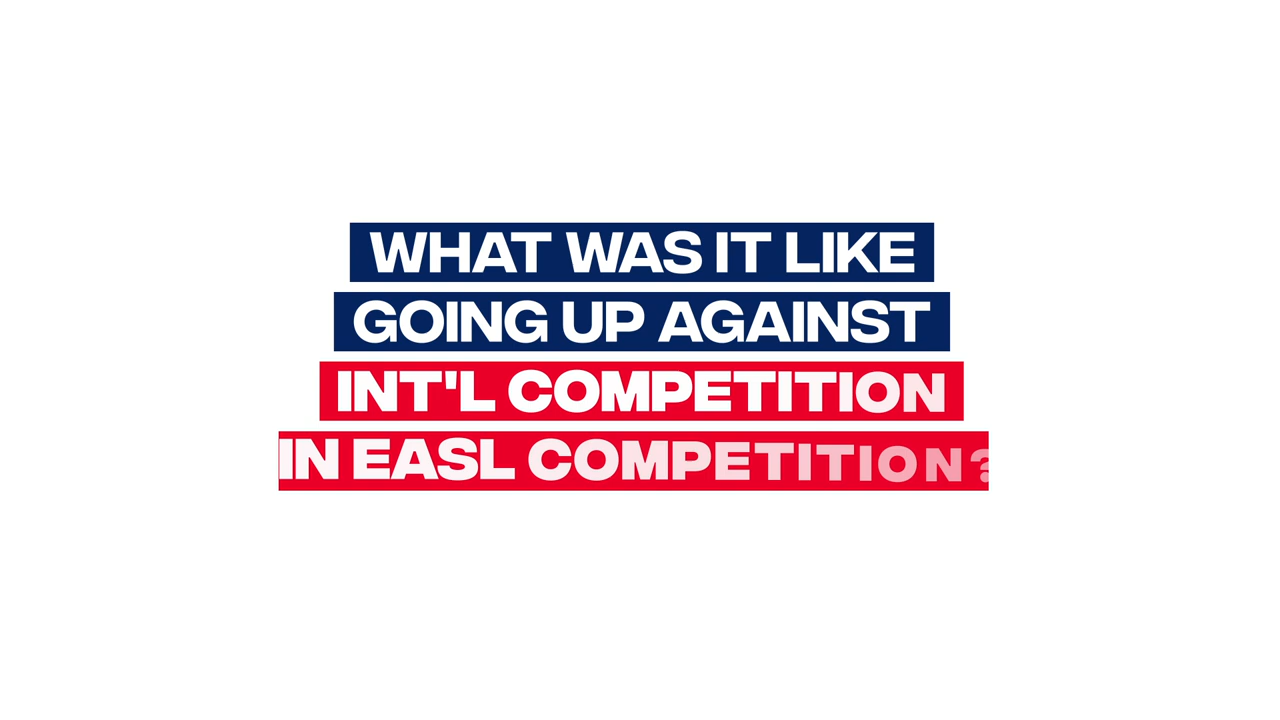 WHAT WAS IT LIKE
GOING UP AGAINST
INT'L COMPETITION
IN EASL COMPETITION?